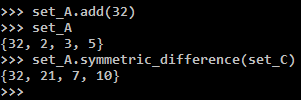 >>> set_A.add(32)
>>> set_A
{32, 2, 3, 5}
>>> set_A.symmetric_difference(set_C)
{32, 21, 7, 10}
>>>